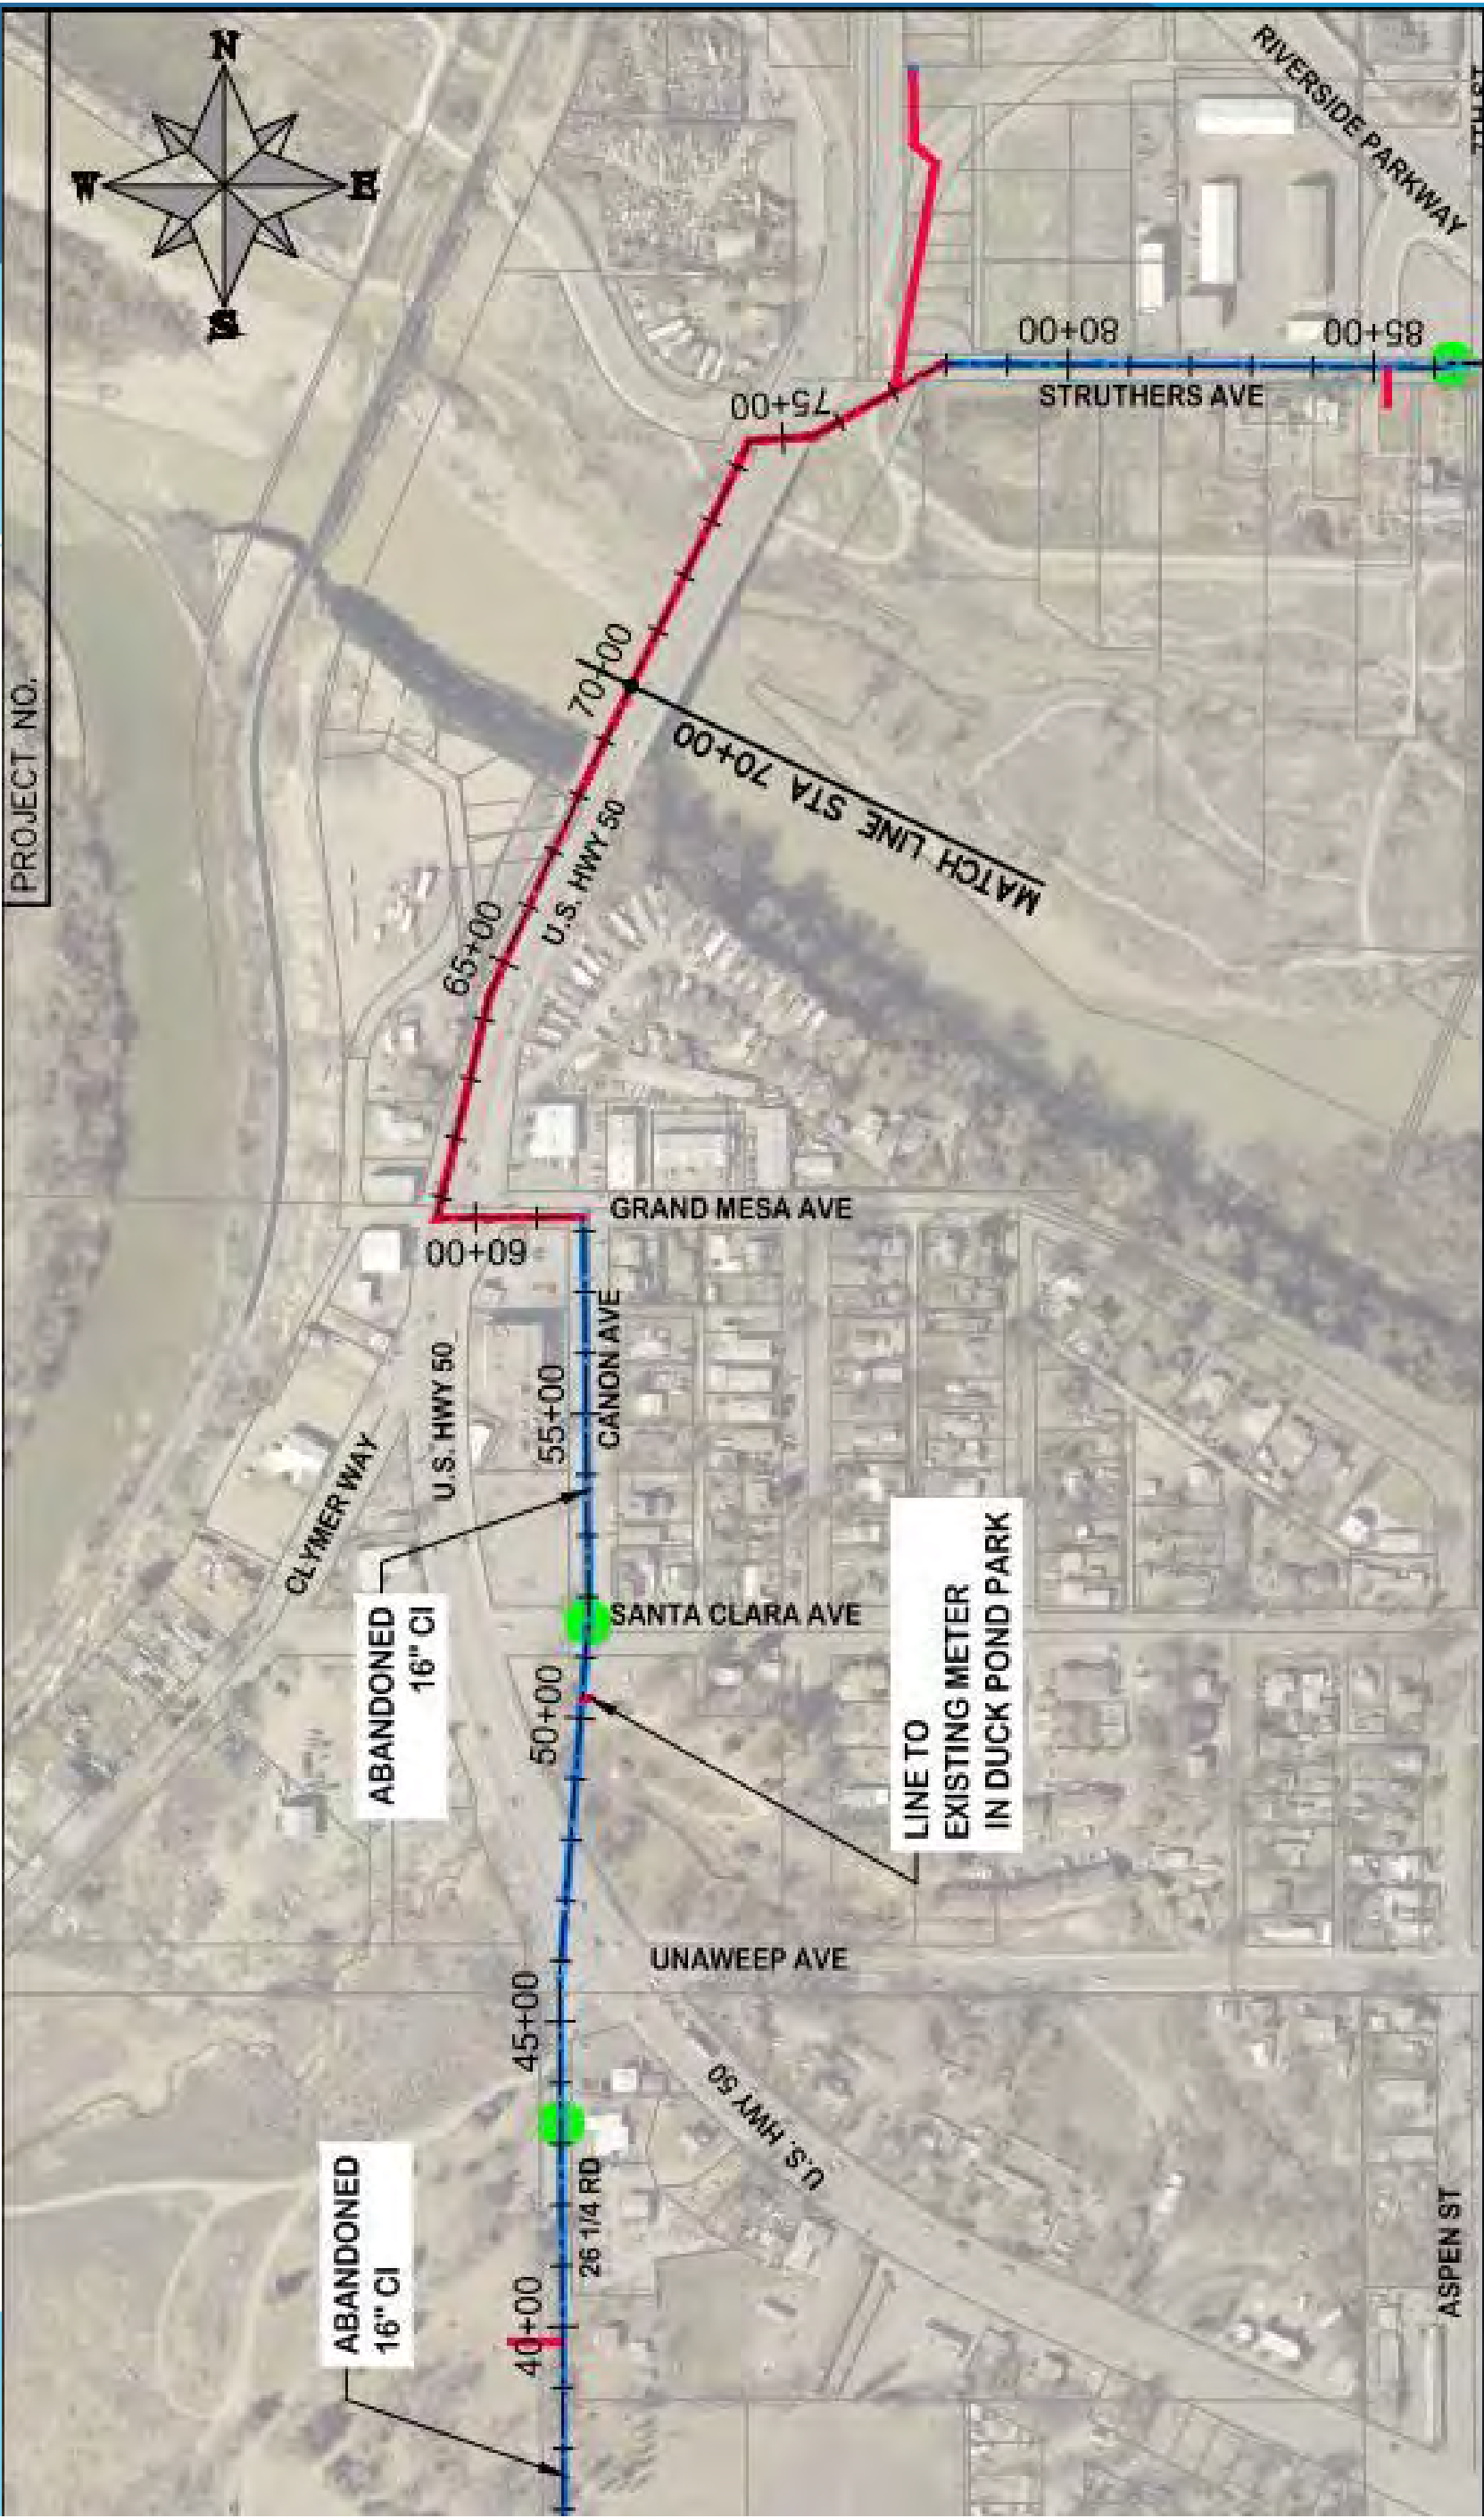 PROJECT NO.
N
W
E
S
RIVERSIDE PARKWAY
7TH ST
80+00
85+00
STRUTHERS AVE
75+00
70+00
MATCH LINE STA 70+00
U.S. HWY 50
65+00
GRAND MESA AVE
60+00
U.S. HWY 50
CANON AVE
55+00
CLYMER WAY
ABANDONED
16" CI
SANTA CLARA AVE
50+00
LINE TO
EXISTING METER
IN DUCK POND PARK
UNAWEEP AVE
45+00
U.S. HWY 50
26 1/4 RD
ABANDONED
16" CI
40+00
ASPEN ST